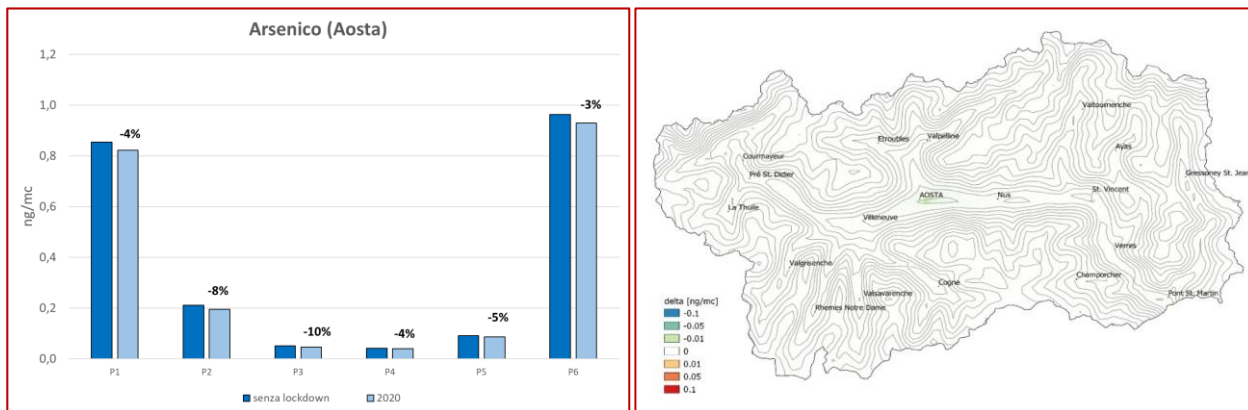 Arsenico (Aosta)
1,2
1,0
0,8
0,6
0,4
0,2
0,0
ng/mc
-4%
-8%
-10%
-4%
-5%
-3%
P1 P2 P3 P4 P5 P6
senza lockdown 2020
Valtournenche
Etroubles Valpelline
Ayas
Courmayeur
Pré St. Didier
Gressoney St. Jean
AOSTA Nus St. Vincent
La Thuile
Villeneuve
Verres
Valgrisenche
Champorcher
Cogne
Valsavarenche
Pont St. Martin
Rhemes Notre Dame
delta [ng/mc]
-0.1
-0.05
-0.01
0
0.01
0.05
0.1